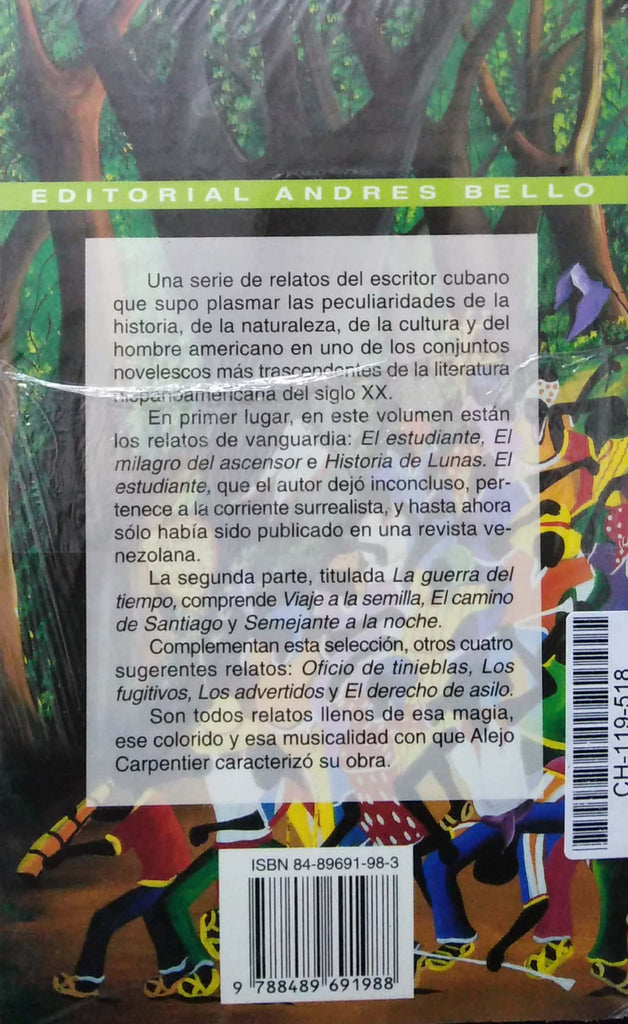 EDITORIAL ANDRES BELLO
Una serie de relatos del escritor cubano
que supo plasmar las peculiaridades de la
historia, de la naturaleza, de la cultura y del
hombre americano en uno de los conjuntos
novelescos más trascendentes de la literatura
hispanoamericana del siglo XX.
En primer lugar, en este volumen están
los relatos de vanguardia: El estudiante, El
milagro del ascensor e Historia de Lunas. El
estudiante, que el autor dejó inconcluso, per-
tenece a la corriente surrealista, y hasta ahora
sólo había sido publicado en una revista ve-
nezolana.
La segunda parte, titulada La guerra del
tiempo, comprende Viaje a la semilla, El camino
de Santiago y Semejante a la noche.
Complementan esta selección, otros cuatro
sugerentes relatos: Oficio de tinieblas, Los
fugitivos, Los advertidos y El derecho de asilo.
Son todos relatos llenos de esa magia,
ese colorido y esa musicalidad con que Alejo
Carpentier caracterizó su obra.
CH-119-518
ISBN 84-89691-98-3
9 788489 691988